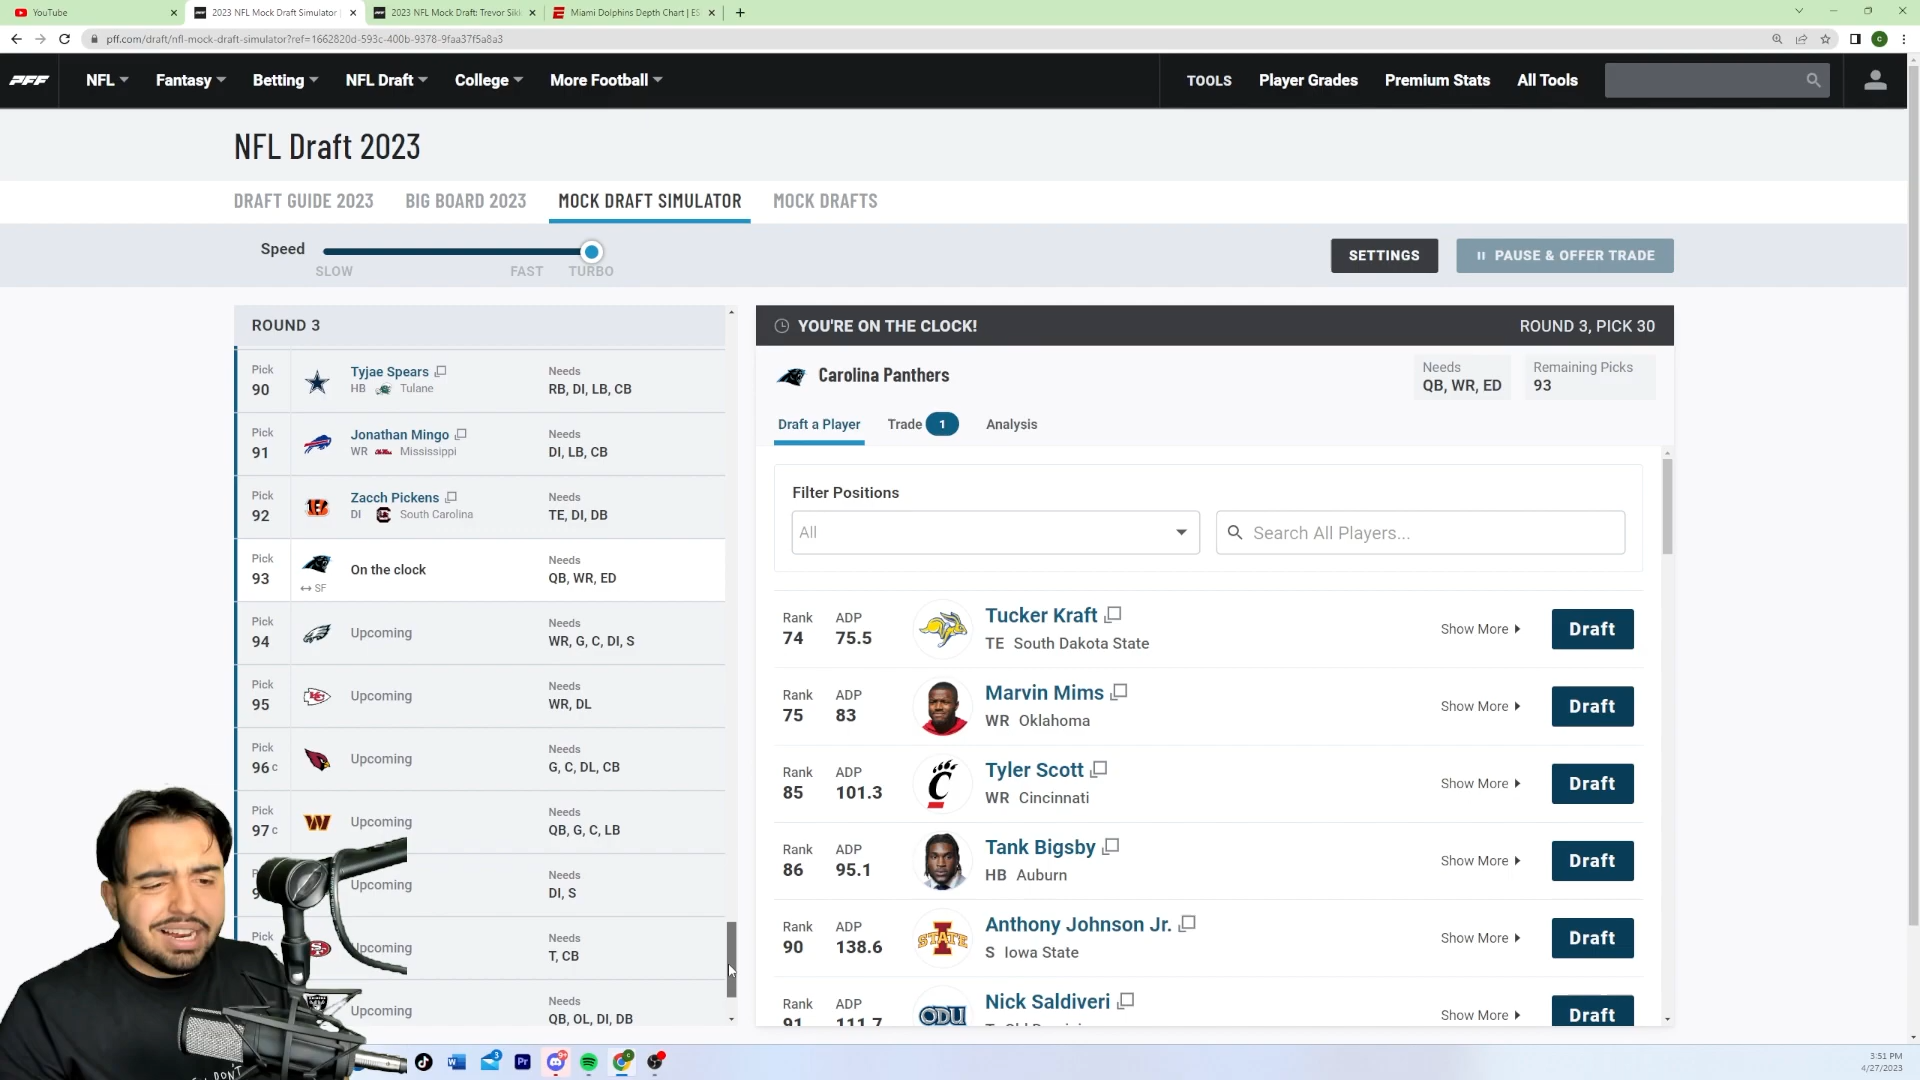 YouTube
2023 NFL Mock Draft Simulator |
2023 NFL Mock Draft: Trevor Sikk
Miami Dolphins Depth Chart | ES
pff.com/draft/nfl-mock-draft-simulator?ref=1662820d-593c-400b-9378-9faa37f5a8a3
PFF
NFL
Fantasy
Betting
NFL Draft
College
More Football
TOOLS
Player Grades
Premium Stats
All Tools
NFL Draft 2023
DRAFT GUIDE 2023
BIG BOARD 2023
MOCK DRAFT SIMULATOR
MOCK DRAFTS
Speed
SLOW
FAST
TURBO
SETTINGS
PAUSE & OFFER TRADE
ROUND 3
Pick
90
Tyjae Spears
HB Tulane
Needs
RB, DI, LB, CB
Pick
91
Jonathan Mingo
WR Mississippi
Needs
DI, LB, CB
Pick
92
Zacch Pickens
DI South Carolina
Needs
TE, DI, DB
Pick
93
↔ SF
On the clock
Needs
QB, WR, ED
Pick
94
Upcoming
Needs
WR, G, C, DI, S
Pick
95
Upcoming
Needs
WR, DL
Pick
96 c
Upcoming
Needs
G, C, DL, CB
Pick
97 c
Upcoming
Needs
QB, G, C, LB
Upcoming
Needs
DI, S
Pick
Upcoming
Needs
T, CB
Upcoming
Needs
QB, OL, DI, DB
YOU'RE ON THE CLOCK!
ROUND 3, PICK 30
Carolina Panthers
Needs
QB, WR, ED
Remaining Picks
93
Draft a Player
Trade 1
Analysis
Filter Positions
All
Search All Players...
Rank
74
ADP
75.5
Tucker Kraft
TE South Dakota State
Show More
Draft
Rank
75
ADP
83
Marvin Mims
WR Oklahoma
Show More
Draft
Rank
85
ADP
101.3
Tyler Scott
WR Cincinnati
Show More
Draft
Rank
86
ADP
95.1
Tank Bigsby
HB Auburn
Show More
Draft
Rank
90
ADP
138.6
STATE
Anthony Johnson Jr.
S Iowa State
Show More
Draft
Rank
91
ADP
111.7
ODU
Nick Saldiveri
Show More
Draft
3:51 PM
4/27/2023